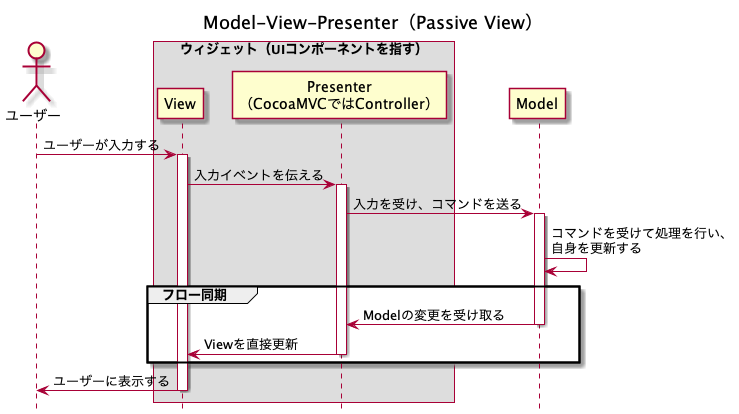 Model-View-Presenter（Passive View）
ウィジェット（UIコンポーネントを指す）
ユーザー
View
Presenter
（CocoaMVCではController）
Model
ユーザーが入力する
入力イベントを伝える
入力を受け、コマンドを送る
コマンドを受けて処理を行い、
自身を更新する
フロー同期
Modelの変更を受け取る
Viewを直接更新
ユーザーに表示する